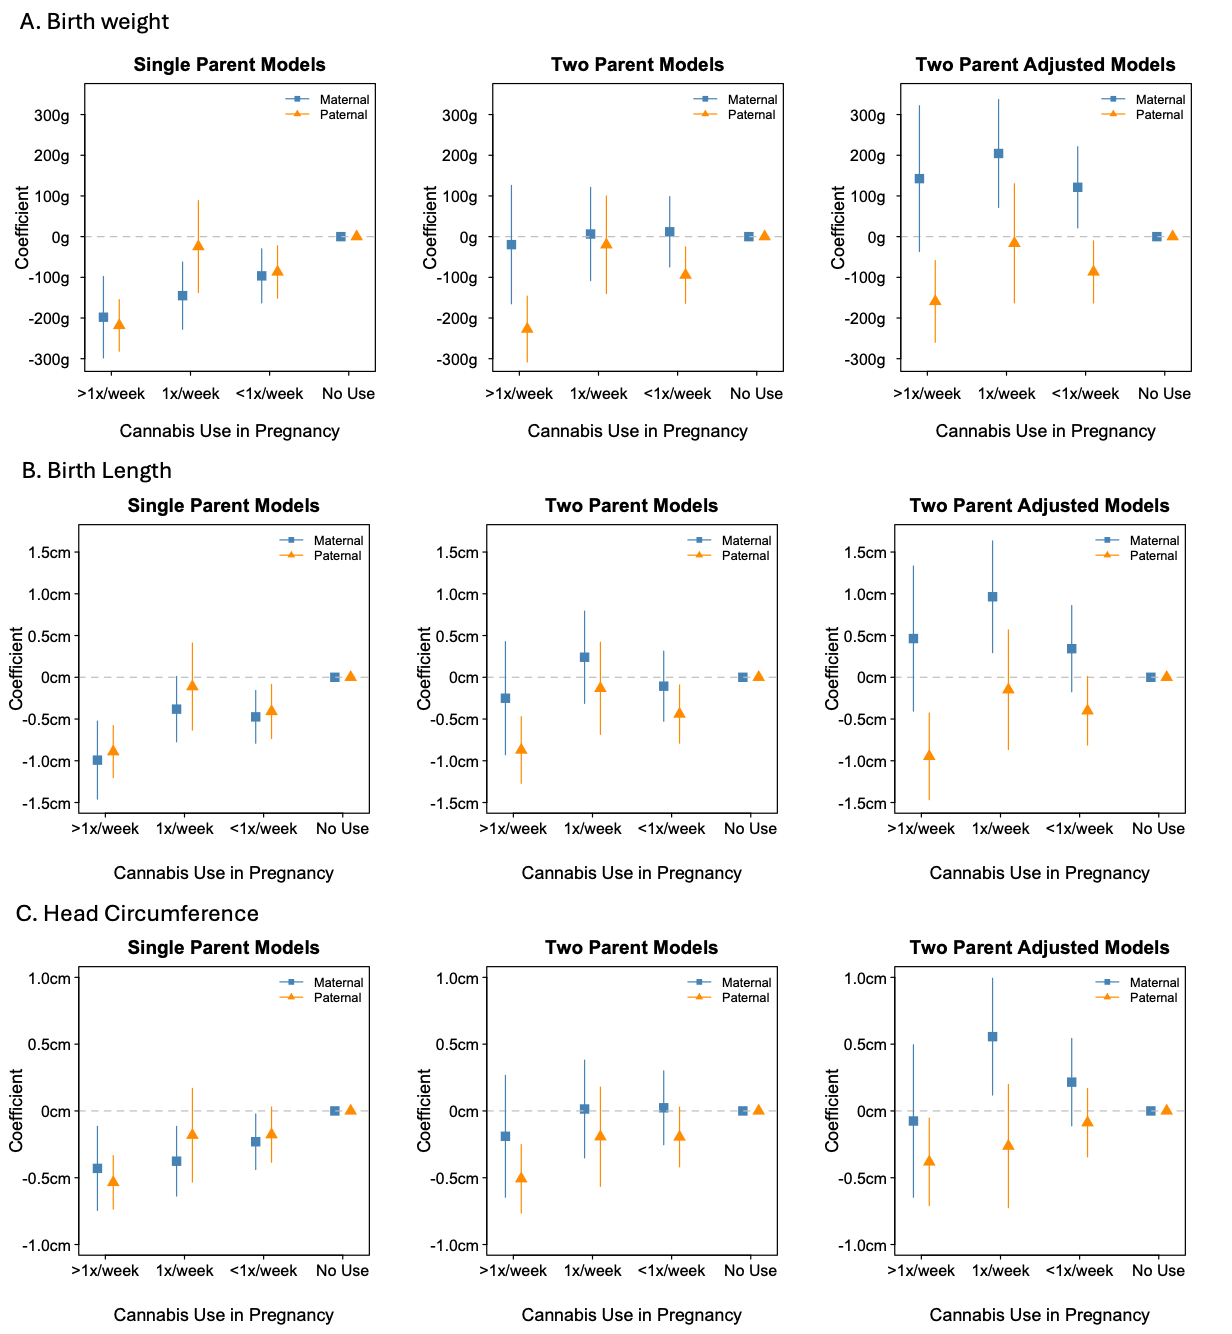 A. Birth weight
Single Parent Models
Maternal
Paternal
300g
200g
100g
0g
-100g
-200g
-300g
Coefficient
>1x/week 1x/week <1x/week No Use
Cannabis Use in Pregnancy
Two Parent Models
Maternal
Paternal
300g
200g
100g
0g
-100g
-200g
-300g
Coefficient
>1x/week 1x/week <1x/week No Use
Cannabis Use in Pregnancy
Two Parent Adjusted Models
Maternal
Paternal
300g
200g
100g
0g
-100g
-200g
-300g
Coefficient
>1x/week 1x/week <1x/week No Use
Cannabis Use in Pregnancy
B. Birth Length
Single Parent Models
Maternal
Paternal
1.5cm
1.0cm
0.5cm
0cm
-0.5cm
-1.0cm
-1.5cm
Coefficient
>1x/week 1x/week <1x/week No Use
Cannabis Use in Pregnancy
Two Parent Models
Maternal
Paternal
1.5cm
1.0cm
0.5cm
0cm
-0.5cm
-1.0cm
-1.5cm
Coefficient
>1x/week 1x/week <1x/week No Use
Cannabis Use in Pregnancy
Two Parent Adjusted Models
Maternal
Paternal
1.5cm
1.0cm
0.5cm
0cm
-0.5cm
-1.0cm
-1.5cm
Coefficient
>1x/week 1x/week <1x/week No Use
Cannabis Use in Pregnancy
C. Head Circumference
Single Parent Models
Maternal
Paternal
1.0cm
0.5cm
0cm
-0.5cm
-1.0cm
Coefficient
>1x/week 1x/week <1x/week No Use
Cannabis Use in Pregnancy
Two Parent Models
Maternal
Paternal
1.0cm
0.5cm
0cm
-0.5cm
-1.0cm
Coefficient
>1x/week 1x/week <1x/week No Use
Cannabis Use in Pregnancy
Two Parent Adjusted Models
Maternal
Paternal
1.0cm
0.5cm
0cm
-0.5cm
-1.0cm
Coefficient
>1x/week 1x/week <1x/week No Use
Cannabis Use in Pregnancy